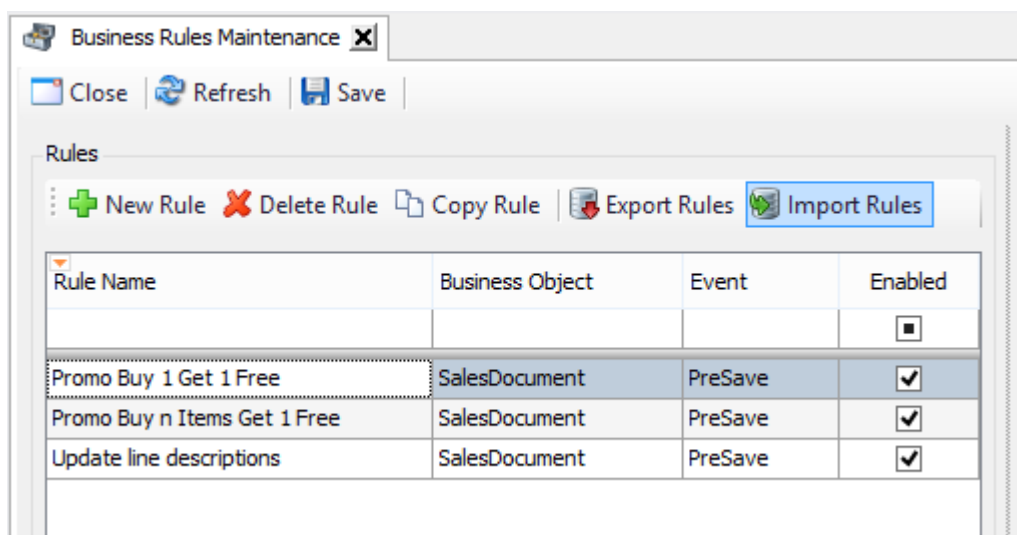 Business Rules Maintenance
Close Refresh Save
Rules
New Rule Delete Rule Copy Rule Export Rules Import Rules
Rule Name Business Object Event Enabled
Promo Buy 1 Get 1 Free SalesDocument PreSave
Promo Buy n Items Get 1 Free SalesDocument PreSave
Update line descriptions SalesDocument PreSave